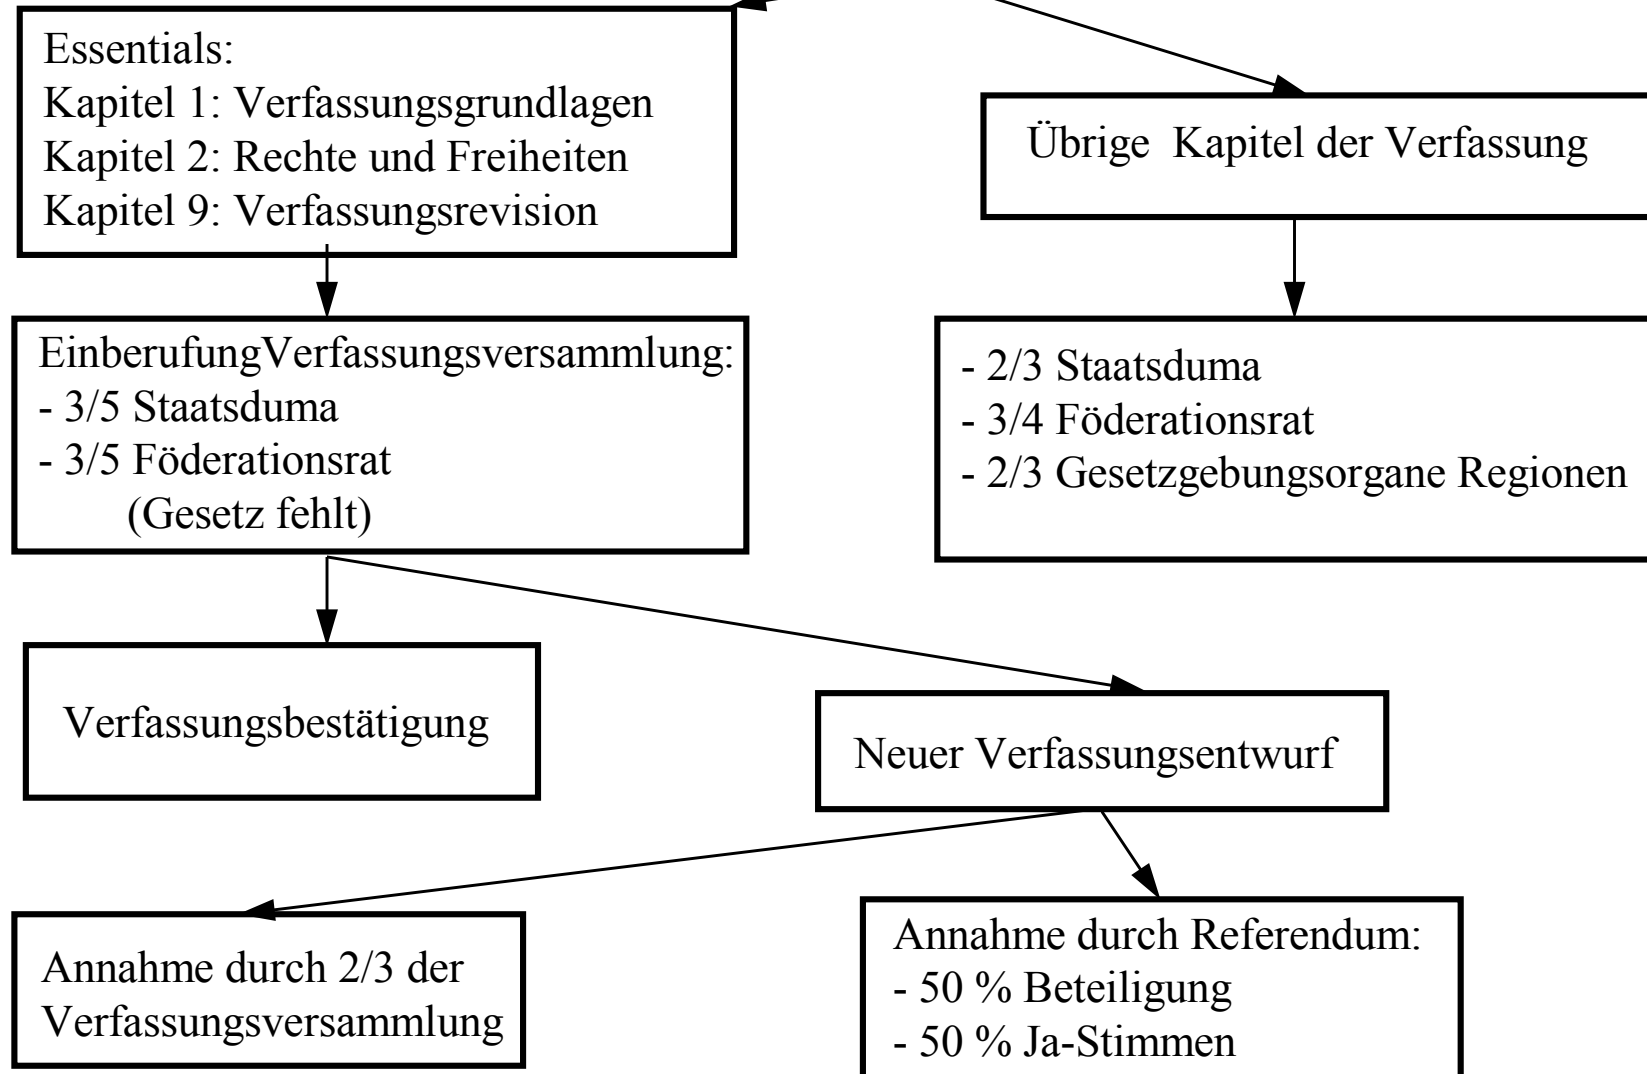 Essentials:
Kapitel 1: Verfassungsgrundlagen
Kapitel 2: Rechte und Freiheiten
Kapitel 9: Verfassungsrevision
Übrige Kapitel der Verfassung
EinberufungVerfassungsversammlung:
- 3/5 Staatsduma
- 3/5 Föderationsrat
(Gesetz fehlt)
- 2/3 Staatsduma
- 3/4 Föderationsrat
- 2/3 Gesetzgebungsorgane Regionen
Verfassungsbestätigung
Neuer Verfassungsentwurf
Annahme durch 2/3 der
Verfassungsversammlung
Annahme durch Referendum:
- 50 % Beteiligung
- 50 % Ja-Stimmen